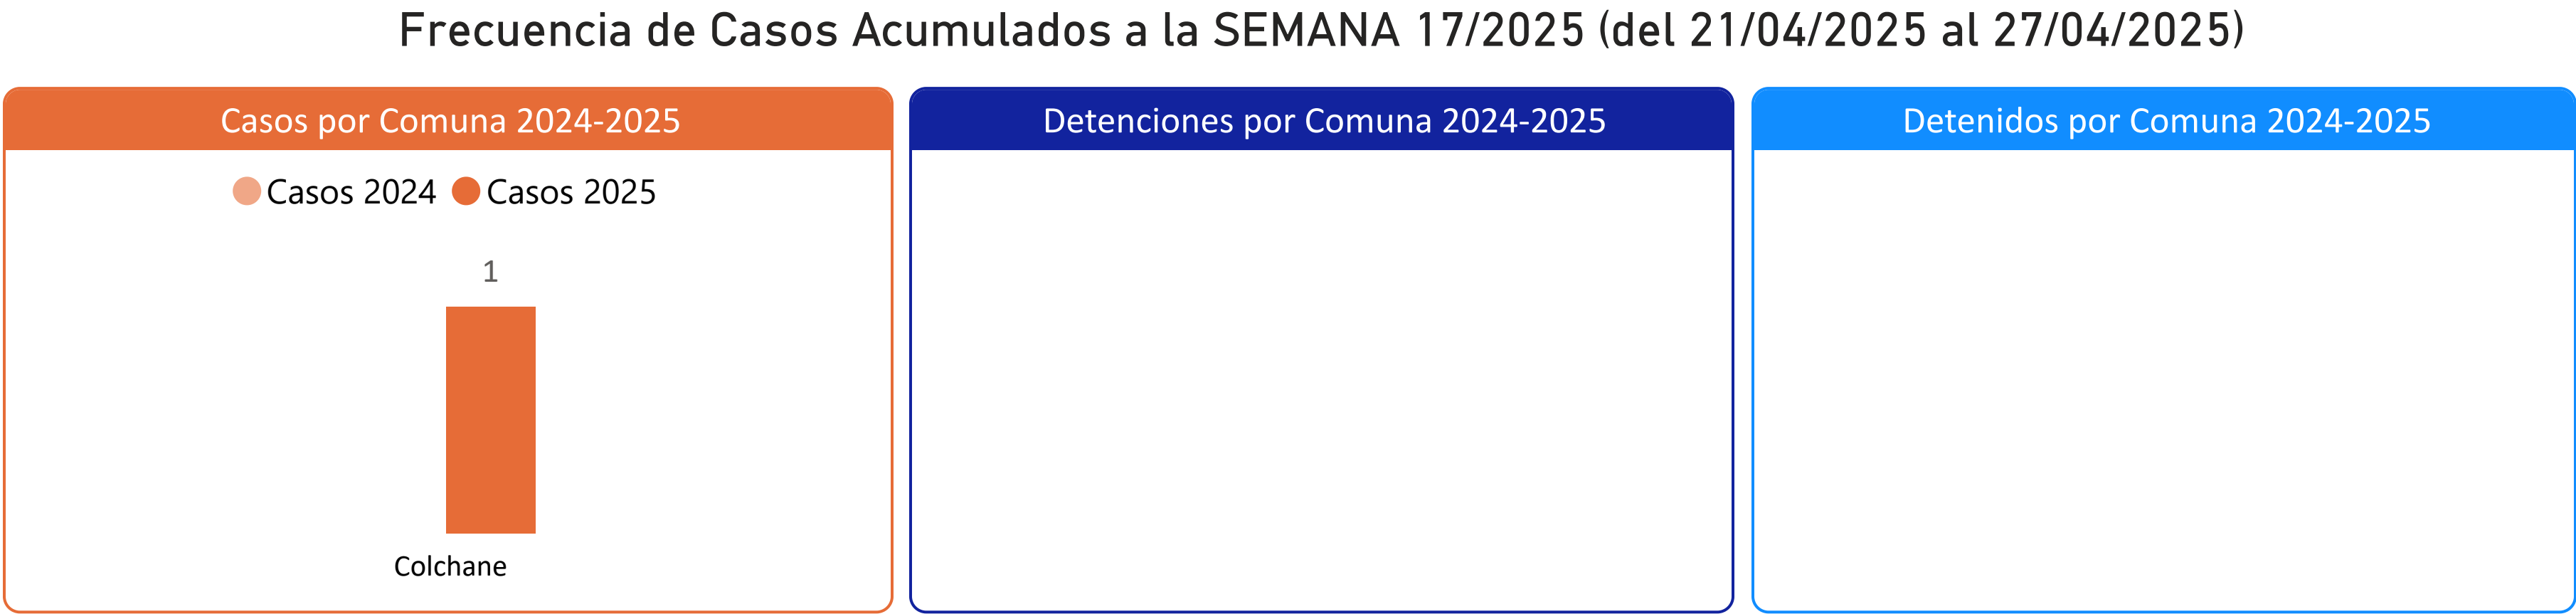 Frecuencia de Casos Acumulados a la SEMANA 17/2025 (del 21/04/2025 al 27/04/2025)
Casos por Comuna 2024-2025
Casos 2024 Casos 2025
1
Colchane
Detenciones por Comuna 2024-2025
Detenidos por Comuna 2024-2025